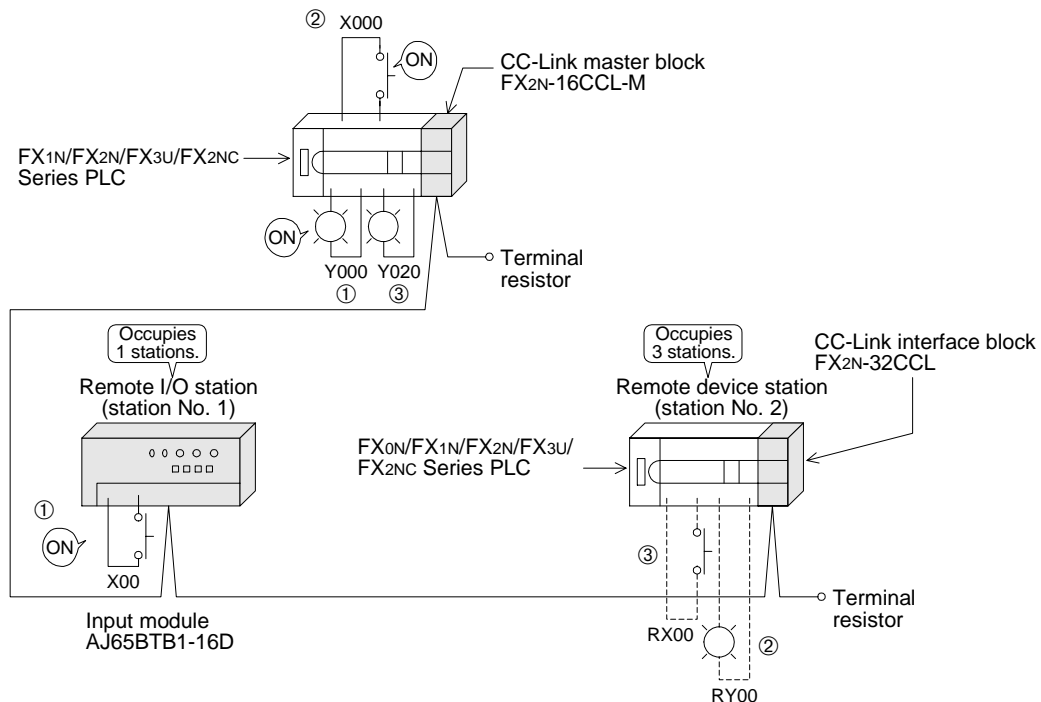 ② X000
ON
CC-Link master block
FX2N-16CCL-M
FX1N/FX2N/FX3U/FX2NC
Series PLC
ON
Y000 Y020
① ③
Terminal
resistor
Occupies
1 stations.
Remote I/O station
(station No. 1)
Occupies
3 stations.
Remote device station
(station No. 2)
CC-Link interface block
FX2N-32CCL
FX0N/FX1N/FX2N/FX3U/
FX2NC Series PLC
①
ON
X00
Input module
AJ65BTB1-16D
③
RX00
②
RY00
Terminal
resistor